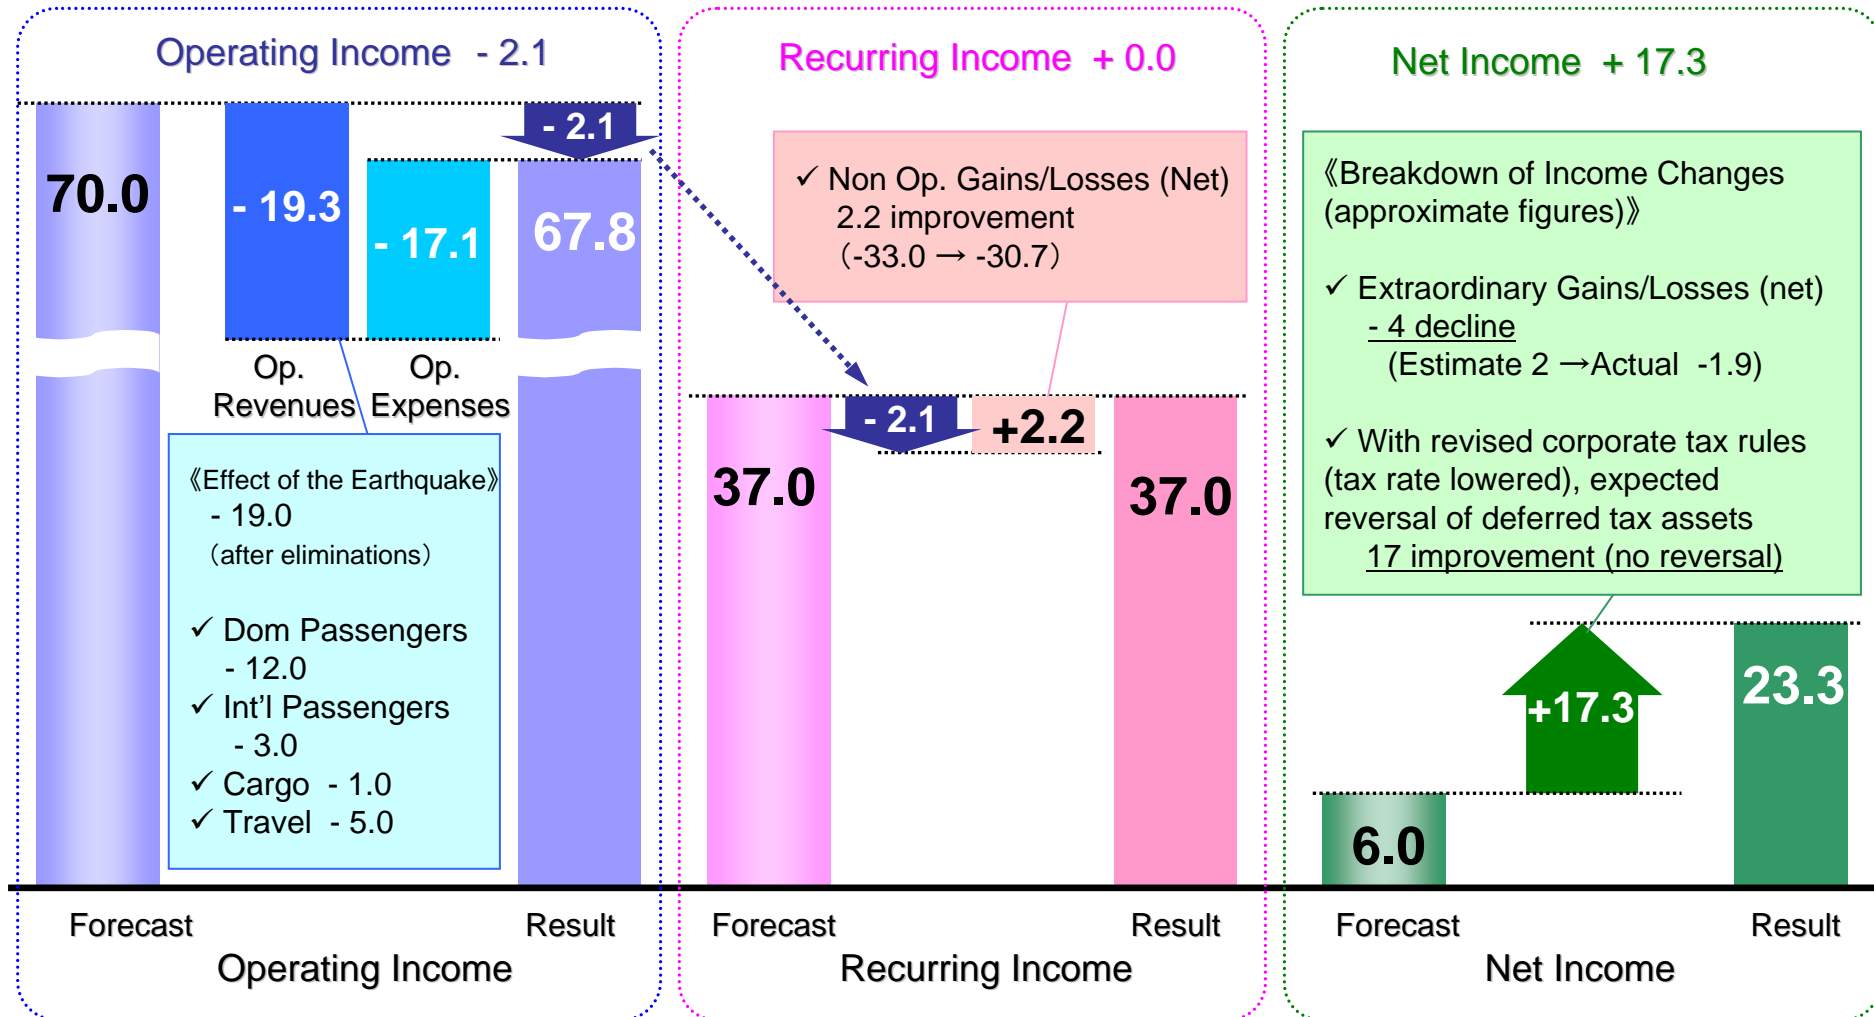 Operating Income - 2.1
70.0
- 19.3
- 17.1
- 2.1
67.8
Op.
Revenues
Op.
Expenses
《Effect of the Earthquake》
- 19.0
（after eliminations）
✓ Dom Passengers
- 12.0
✓ Int'l Passengers
- 3.0
✓ Cargo - 1.0
✓ Travel - 5.0
Forecast
Result
Operating Income
Recurring Income + 0.0
✓ Non Op. Gains/Losses (Net)
2.2 improvement
（-33.0 → -30.7）
37.0
- 2.1
+2.2
37.0
Forecast
Result
Recurring Income
Net Income + 17.3
《Breakdown of Income Changes
(approximate figures)》
✓ Extraordinary Gains/Losses (net)
- 4 decline
(Estimate 2 →Actual -1.9)
✓ With revised corporate tax rules
(tax rate lowered), expected
reversal of deferred tax assets
17 improvement (no reversal)
6.0
+17.3
23.3
Forecast
Result
Net Income